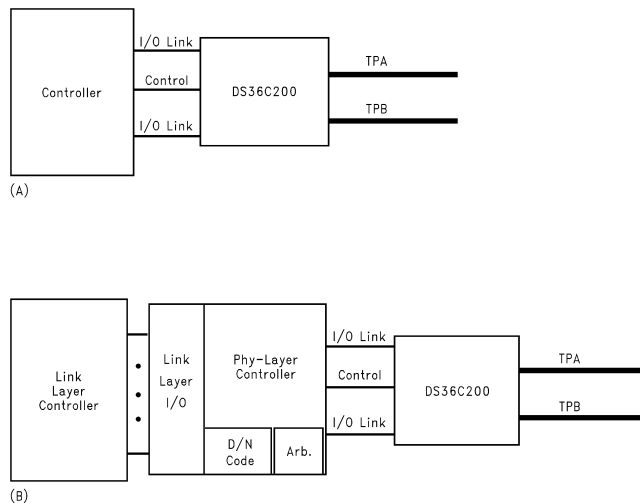 I/O Link
TPA
Control
Controller
DS36C200
TPB
I/O Link
(A)
Link
Layer
Controller
Link
Layer
I/O
Phy-Layer
Controller
D/N
Code
Arb.
I/O Link
Control
I/O Link
DS36C200
TPA
TPB
(B)